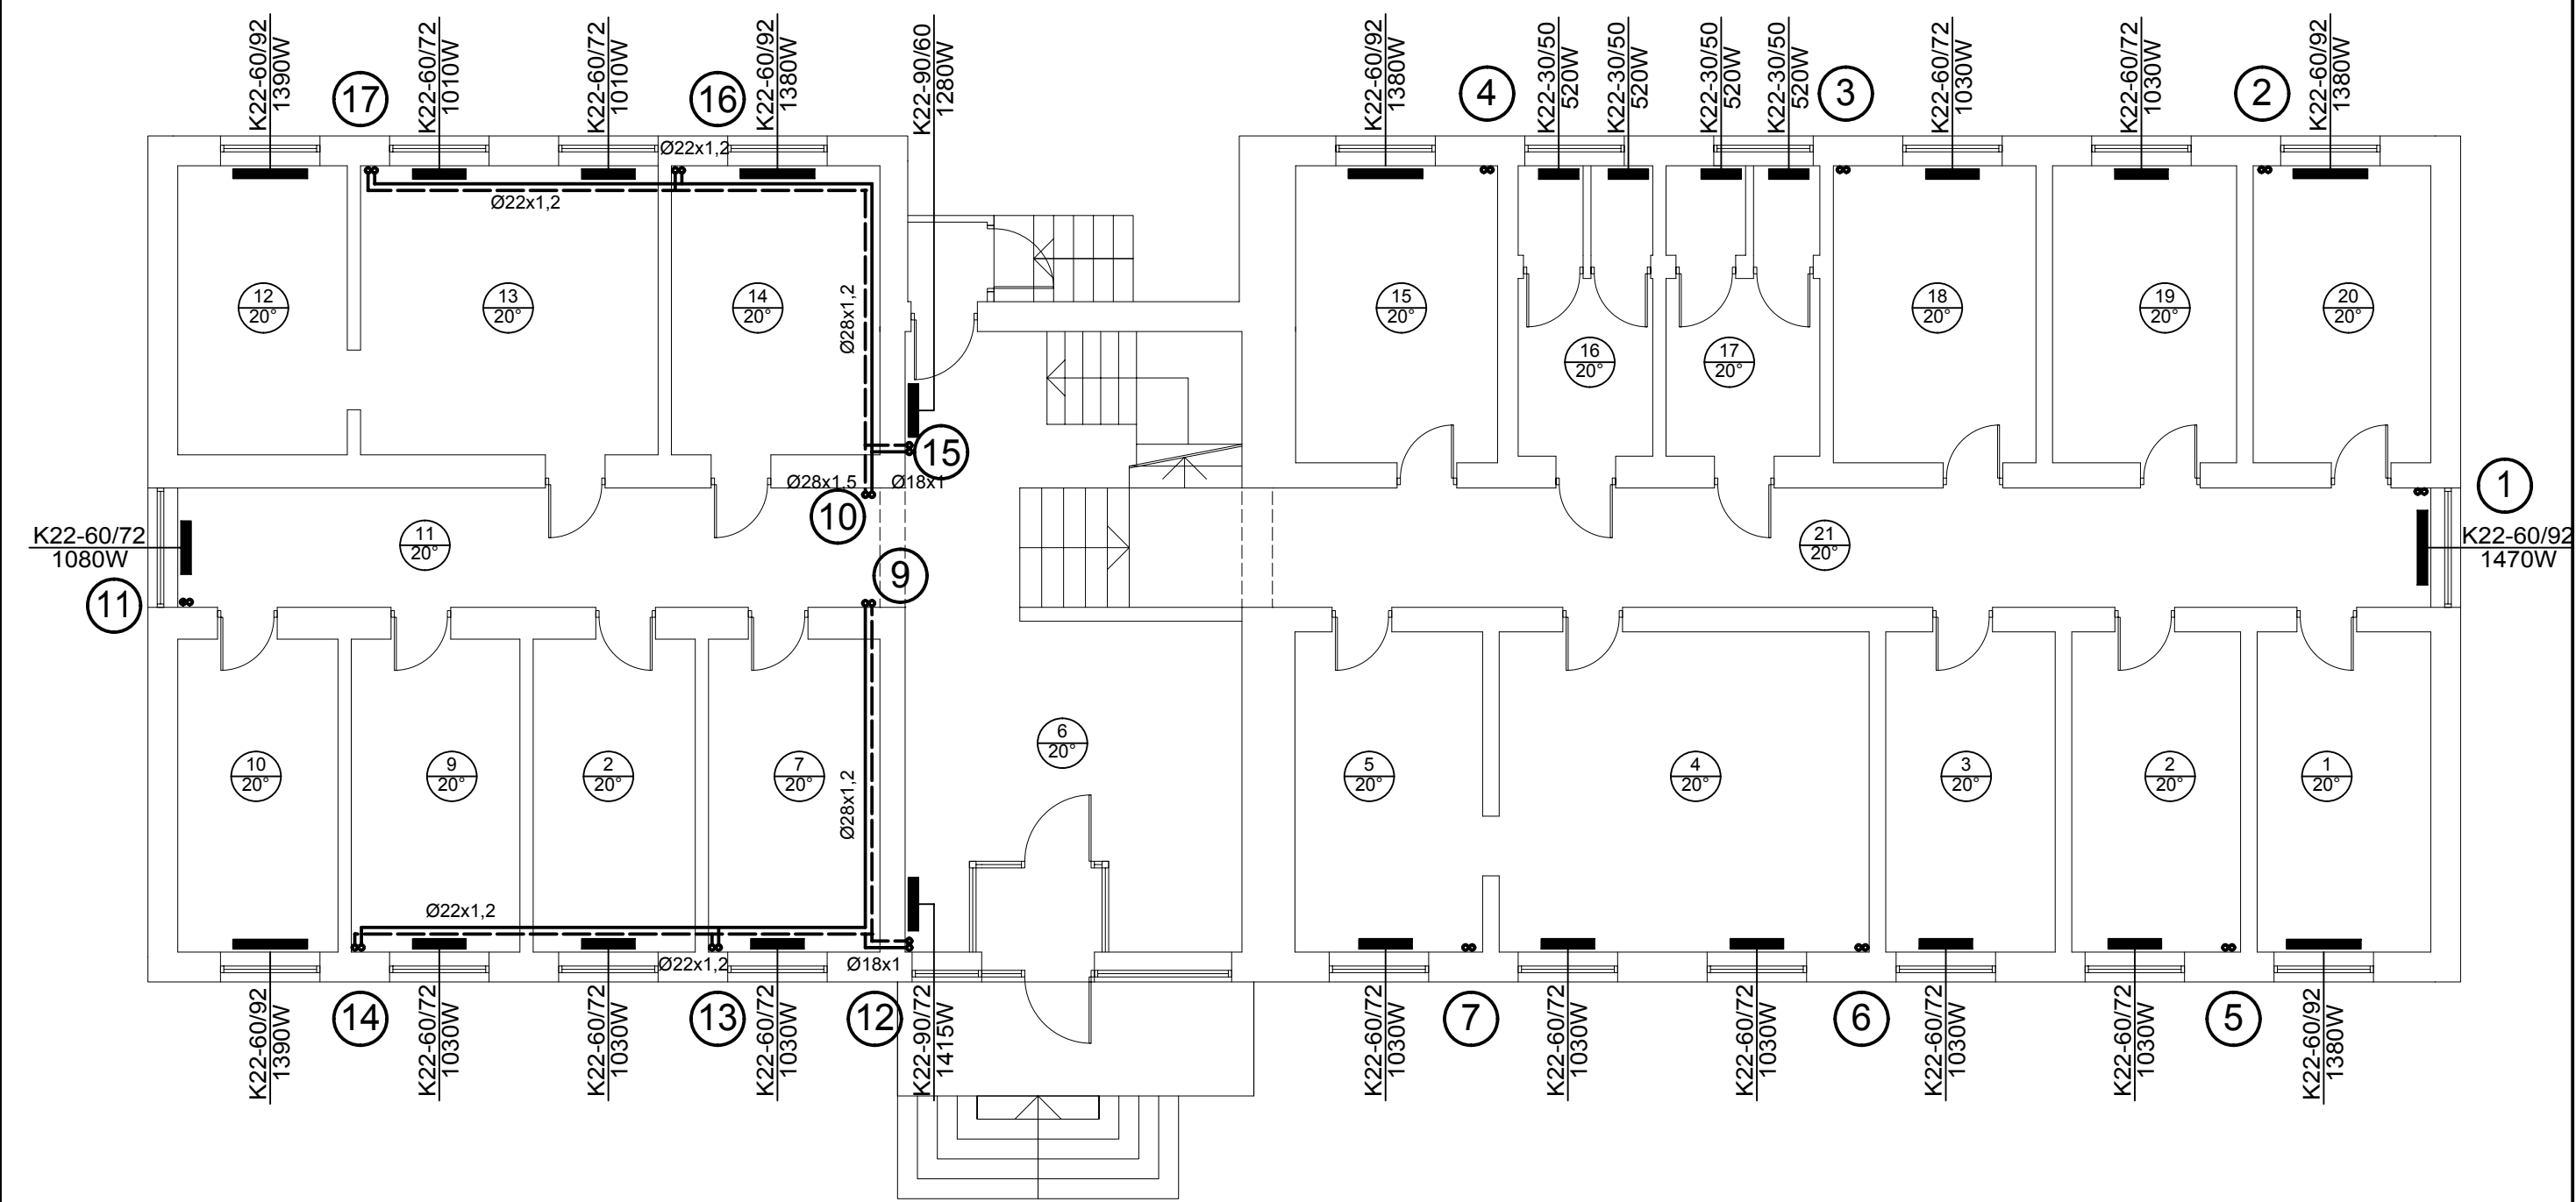 K22-60/92
1390W
17
K22-60/72
1010W
K22-60/72
1010W
16
K22-60/92
1380W
K22-90/60
1280W
K22-60/92
1380W
4
K22-30/50
520W
K22-30/50
520W
K22-30/50
520W
K22-30/50
520W
3
K22-60/72
1030W
K22-60/72
1030W
2
K22-60/92
1380W
Ø22x1,2
Ø22x1,2
12
20°
13
20°
14
20°
Ø28x1,2
15
20°
16
20°
17
20°
18
20°
19
20°
20
20°
15
Ø28x1,5
Ø18x1
10
1
K22-60/72
1080W
11
20°
21
20°
K22-60/92
1470W
9
11
6
20°
10
20°
9
20°
2
20°
7
20°
Ø28x1,2
5
20°
4
20°
3
20°
2
20°
1
20°
Ø22x1,2
Ø22x1,2
Ø18x1
K22-60/92
1390W
14
K22-60/72
1030W
K22-60/72
1030W
13
K22-60/72
1030W
12
K22-90/72
1415W
K22-60/72
1030W
7
K22-60/72
1030W
K22-60/72
1030W
6
K22-60/72
1030W
K22-60/72
1030W
5
K22-60/92
1380W